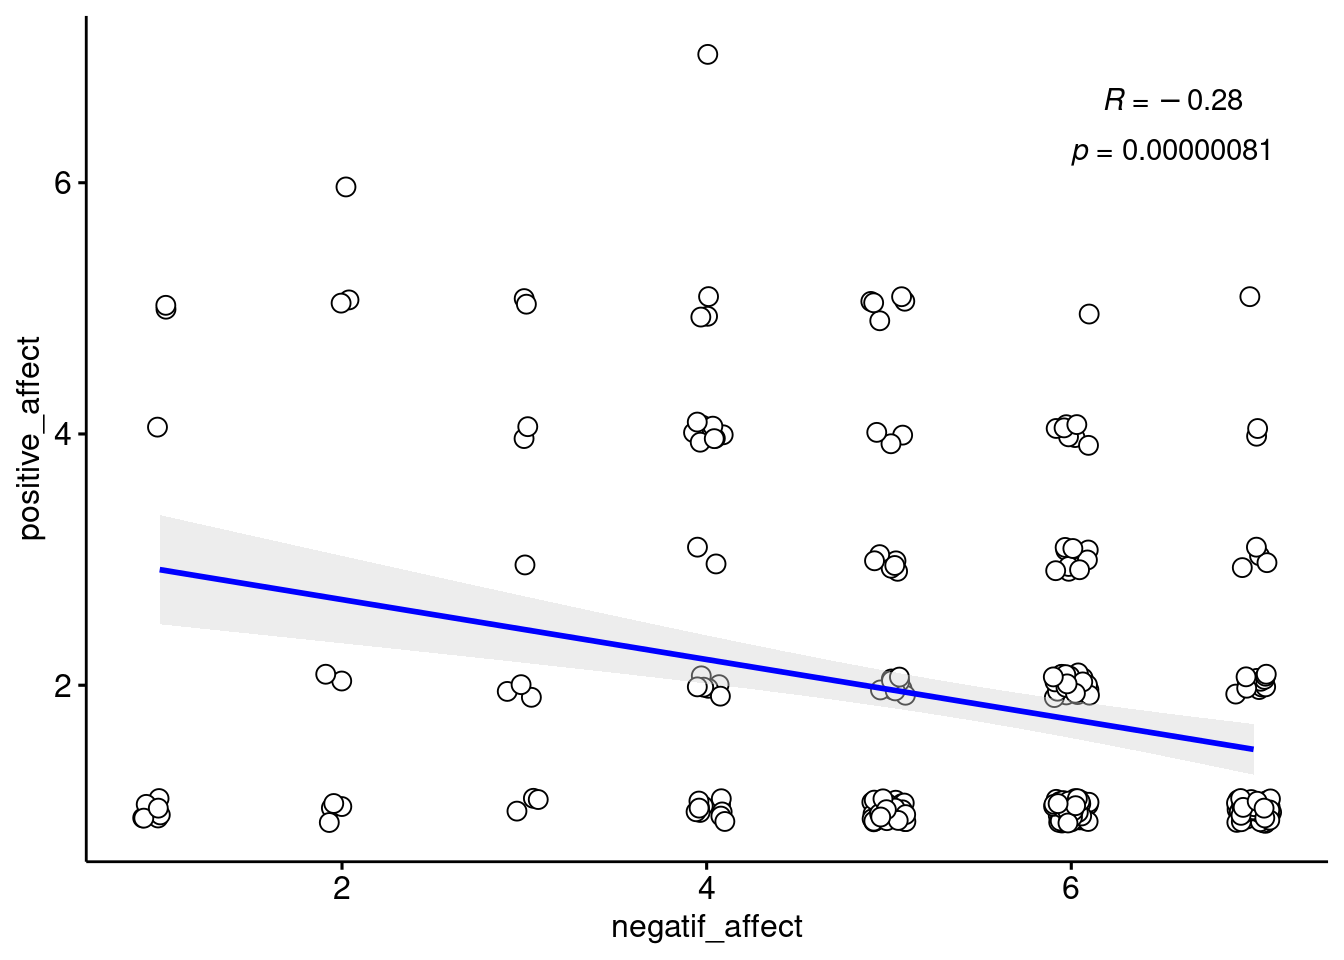 R = −0.28
p = 0.00000081
positive_affect
6
4
2
2
4
6
negatif_affect